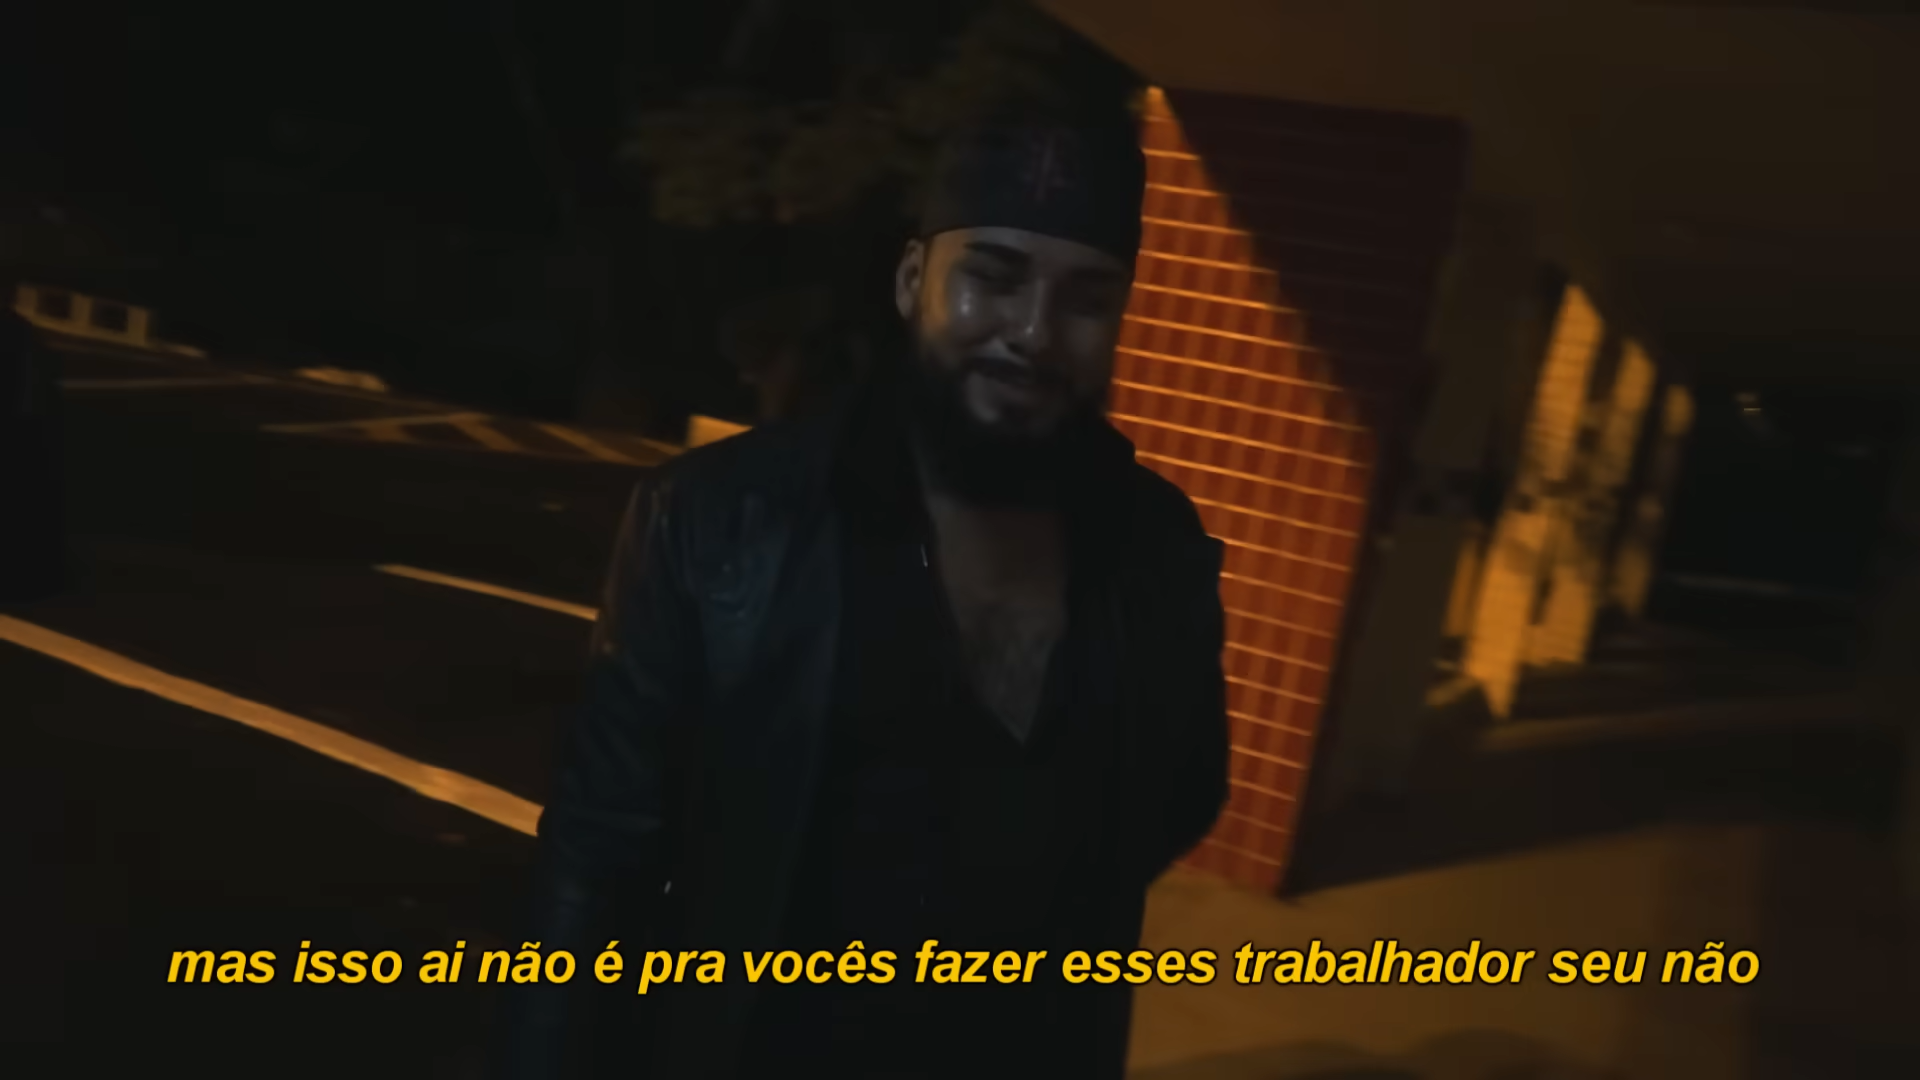 mas isso ai não é pra vocês fazer esses trabalhador seu não